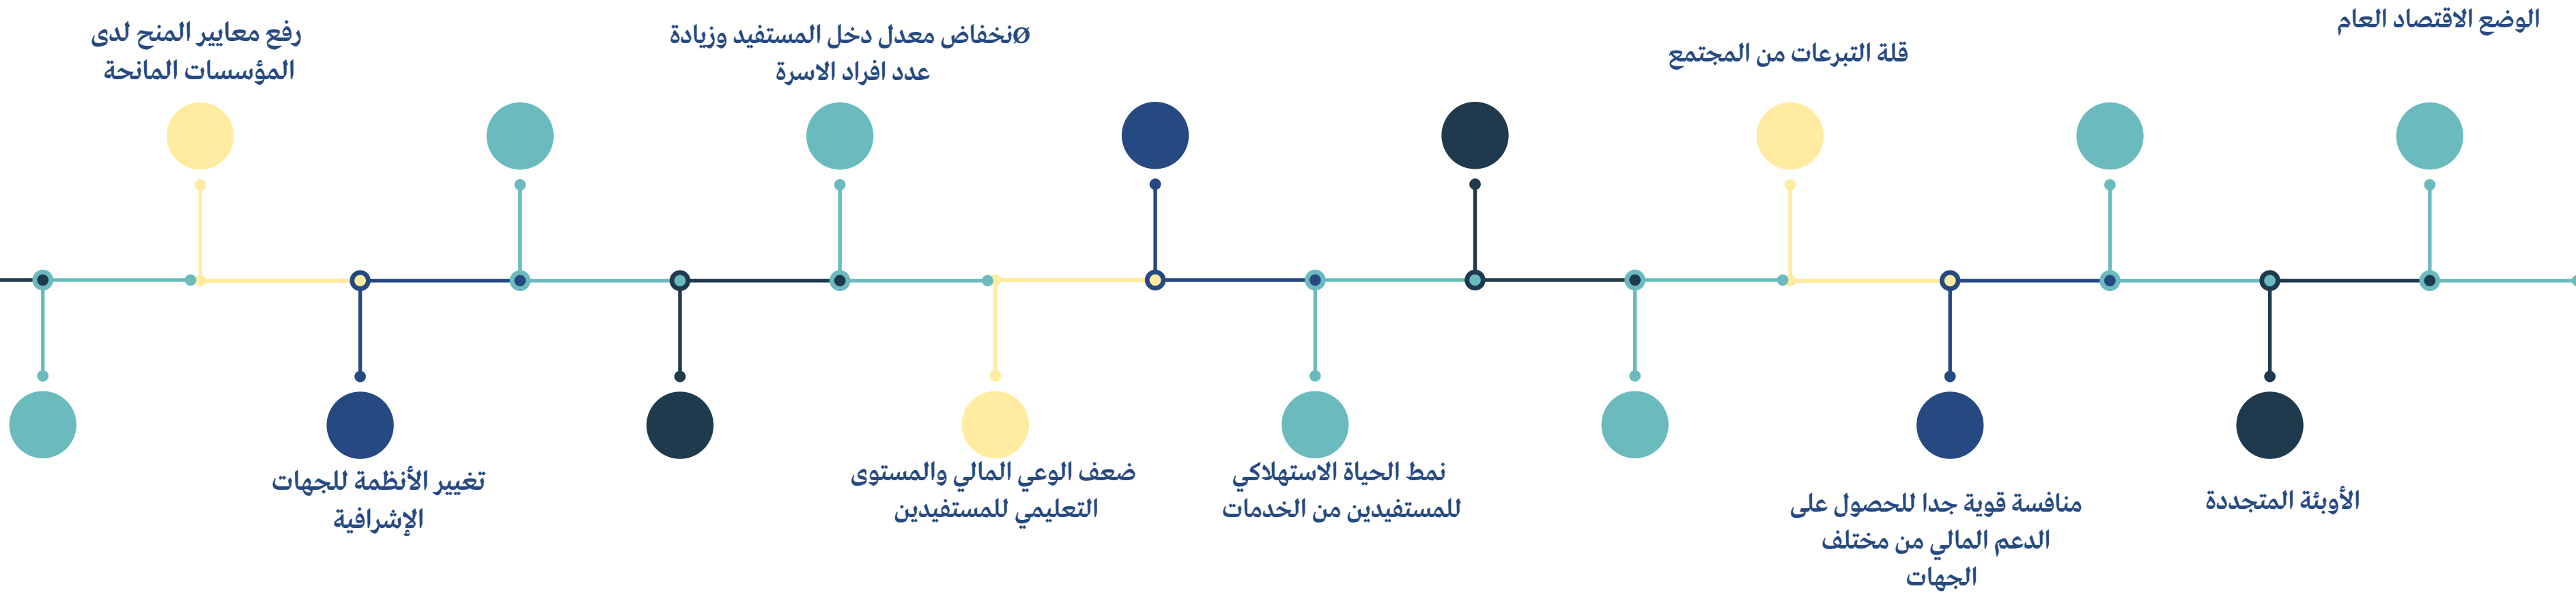 الوضع الاقتصاد العام
الأوبئة المتجددة
منافسة قوية جدا للحصول على
الدعم المالي من مختلف
الجهات
قلة التبرعات من المجتمع
نمط الحياة الاستهلاكي
للمستفيدين من الخدمات
ضعف الوعي المالي والمستوى
التعليمي للمستفيدين
Øنخفاض معدل دخل المستفيد وزيادة
عدد افراد الاسرة
تغيير الأنظمة للجهات
الإشرافية
رفع معايير المنح لدى
المؤسسات المانحة